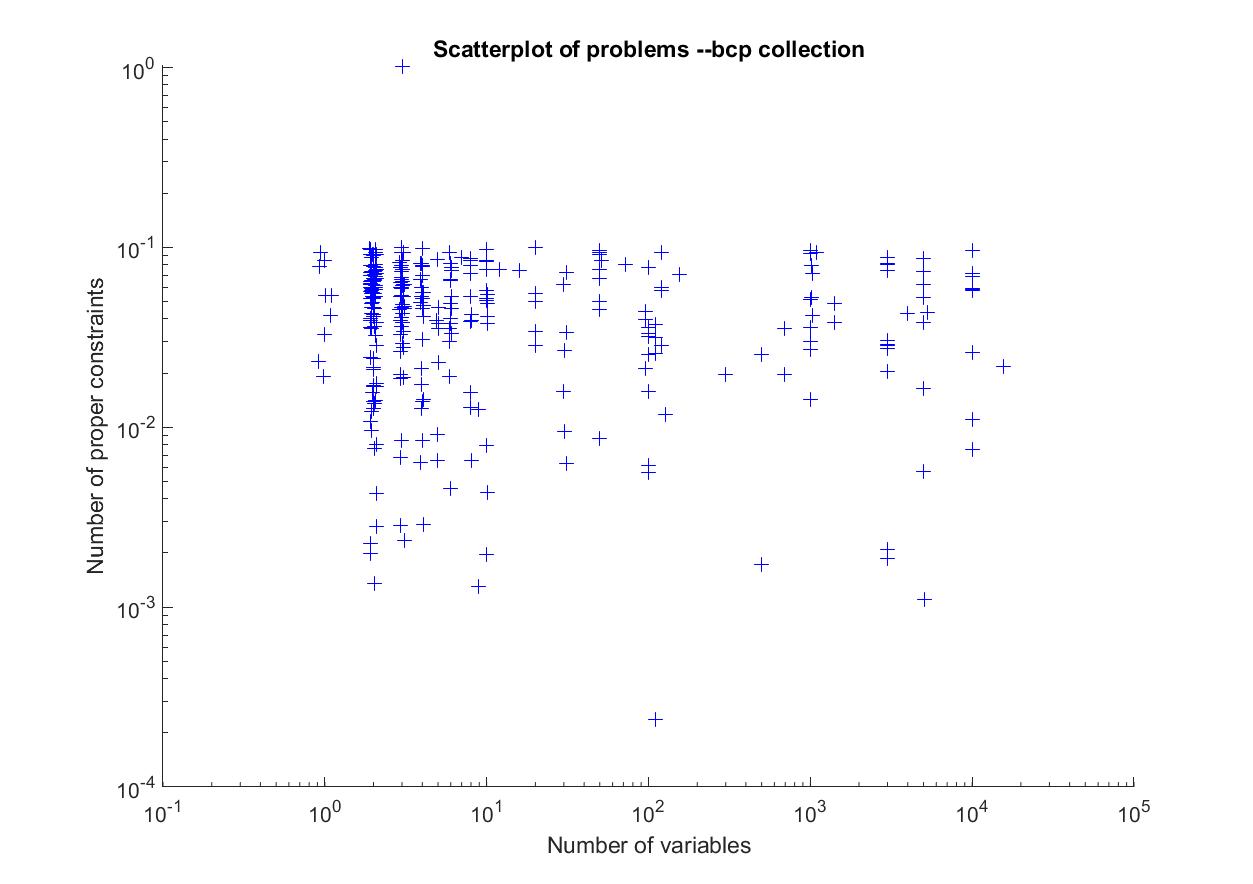 Scatterplot of problems --bcp collection
10^0
10^-1
10^-2
10^-3
10^-4
Number of proper constraints
10^-1 10^0 10^1 10^2 10^3 10^4 10^5
Number of variables